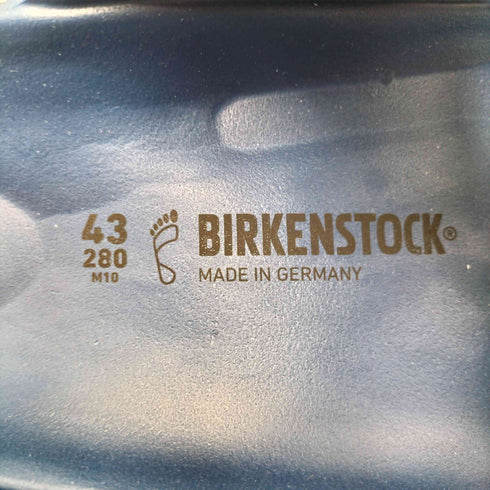 43
280
M10
BIRKENSTOCK®
MADE IN GERMANY